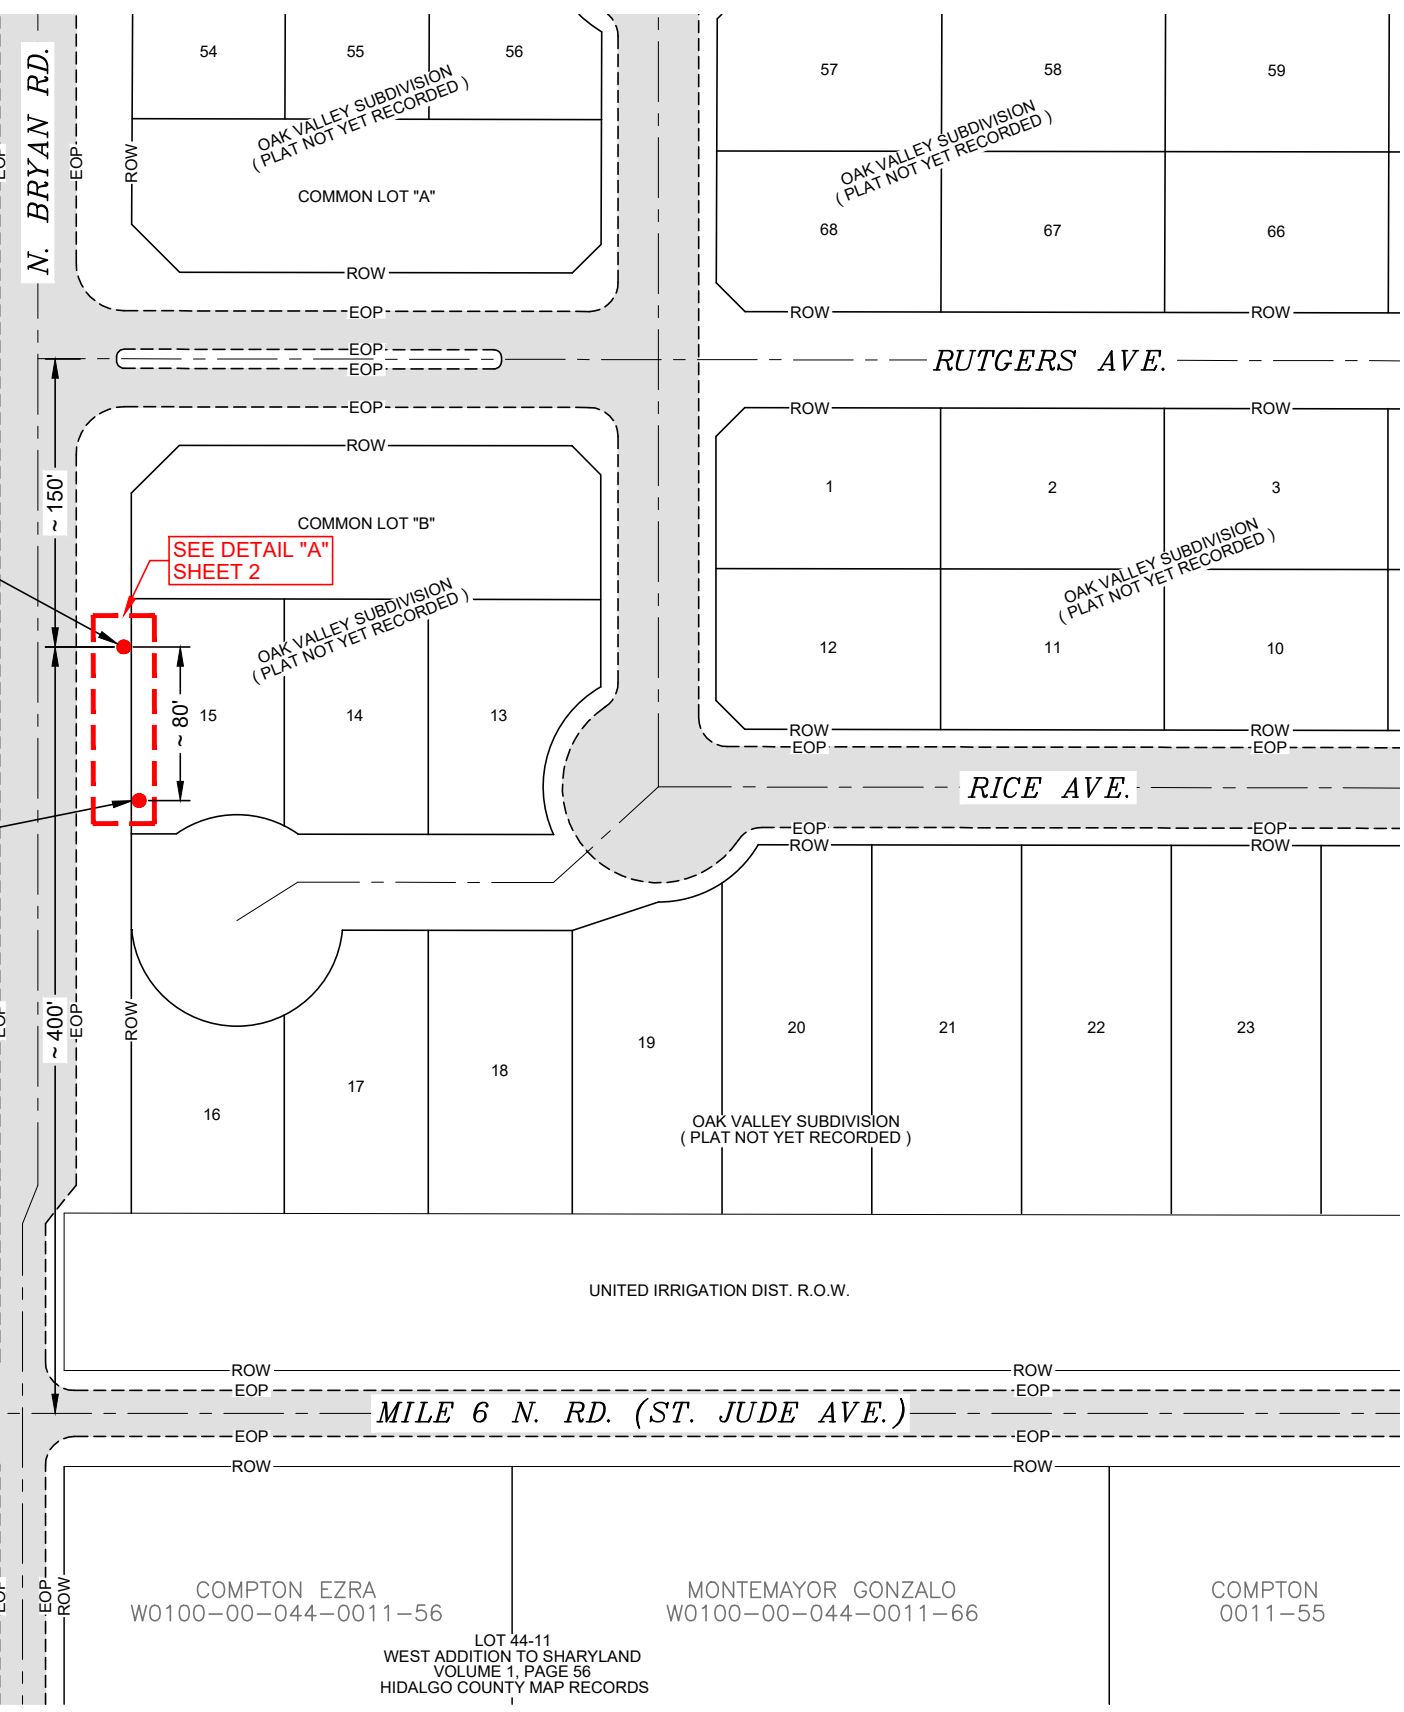 54
55
56
57
58
59
N. BRYAN RD.
OAK VALLEY SUBDIVISION
( PLAT NOT YET RECORDED )
OAK VALLEY SUBDIVISION
( PLAT NOT YET RECORDED )
EOP
EOP
ROW
COMMON LOT "A"
68
67
66
ROW
EOP
ROW
ROW
EOP
EOP
RUTGERS AVE.
EOP
ROW
ROW
ROW
~ 150'
1
2
3
COMMON LOT "B"
SEE DETAIL "A"
SHEET 2
OAK VALLEY SUBDIVISION
( PLAT NOT YET RECORDED )
OAK VALLEY SUBDIVISION
( PLAT NOT YET RECORDED )
12
11
10
15
14
13
~ 80'
ROW
EOP
ROW
EOP
RICE AVE.
EOP
ROW
EOP
ROW
~ 400'
EOP
EOP
ROW
16
17
18
19
20
21
22
23
OAK VALLEY SUBDIVISION
( PLAT NOT YET RECORDED )
UNITED IRRIGATION DIST. R.O.W.
ROW
EOP
ROW
EOP
MILE 6 N. RD. (ST. JUDE AVE.)
EOP
ROW
EOP
ROW
EOP
EOP
ROW
COMPTON EZRA
W0100-00-044-0011-56
MONTEMAYOR GONZALO
W0100-00-044-0011-66
COMPTON
0011-55
LOT 44-11
WEST ADDITION TO SHARYLAND
VOLUME 1, PAGE 56
HIDALGO COUNTY MAP RECORDS